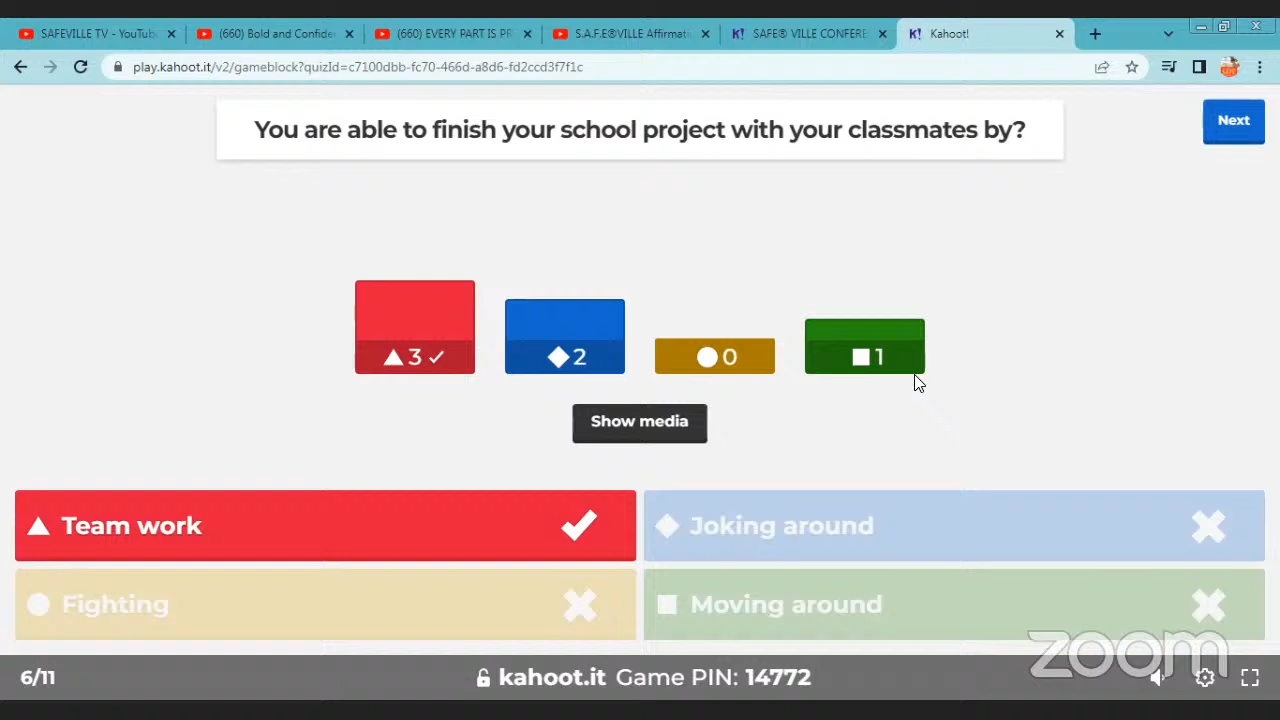 SAFEVILLE TV - YouTub
(660) Bold and Confide
(660) EVERY PART IS PR
S.A.F.E®VILLE Affirmati
K! SAFE® VILLE CONFERE
K! Kahoot!
play.kahoot.it/v2/gameblock?quizId=c7100dbb-fc70-466d-a8d6-fd2ccd3f7f1c
You are able to finish your school project with your classmates by?
Next
3
2
0
1
Show media
Team work
Joking around
Fighting
Moving around
zoom
6/11
kahoot.it Game PIN: 14772